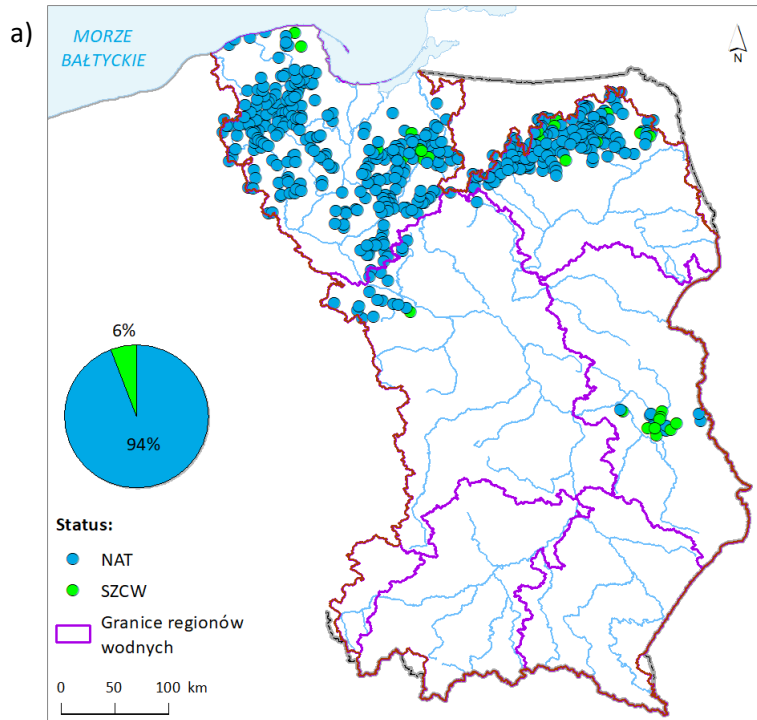 a)
MORZE
BAŁTYCKIE
N
6%
94%
Status:
NAT
SZCW
Granice regionów
wodnych
0 50 100 km